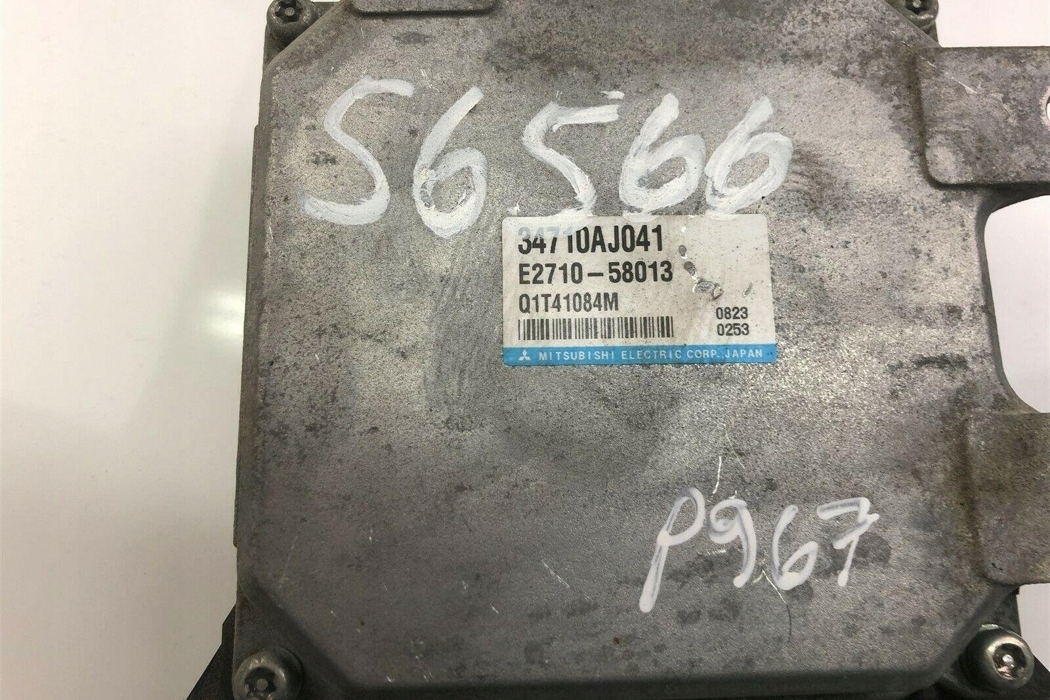 S6566
34710AJ041
E2710-58013
Q1T41084M
0823
0253
MITSUBISHI ELECTRIC CORP. JAPAN
P967